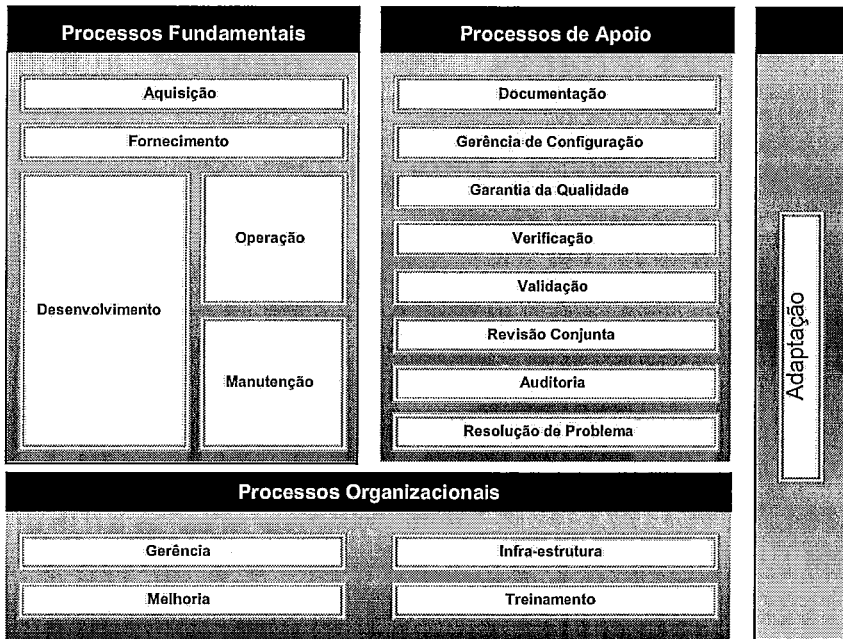 Processos Fundamentais
Aquisição
Fornecimento
Desenvolvimento
Operação
Manutenção
Processos de Apoio
Documentação
Gerência de Configuração
Garantia da Qualidade
Verificação
Validação
Revisão Conjunta
Auditoria
Resolução de Problema
Adaptação
Processos Organizacionais
Gerência
Infra-estrutura
Melhoria
Treinamento